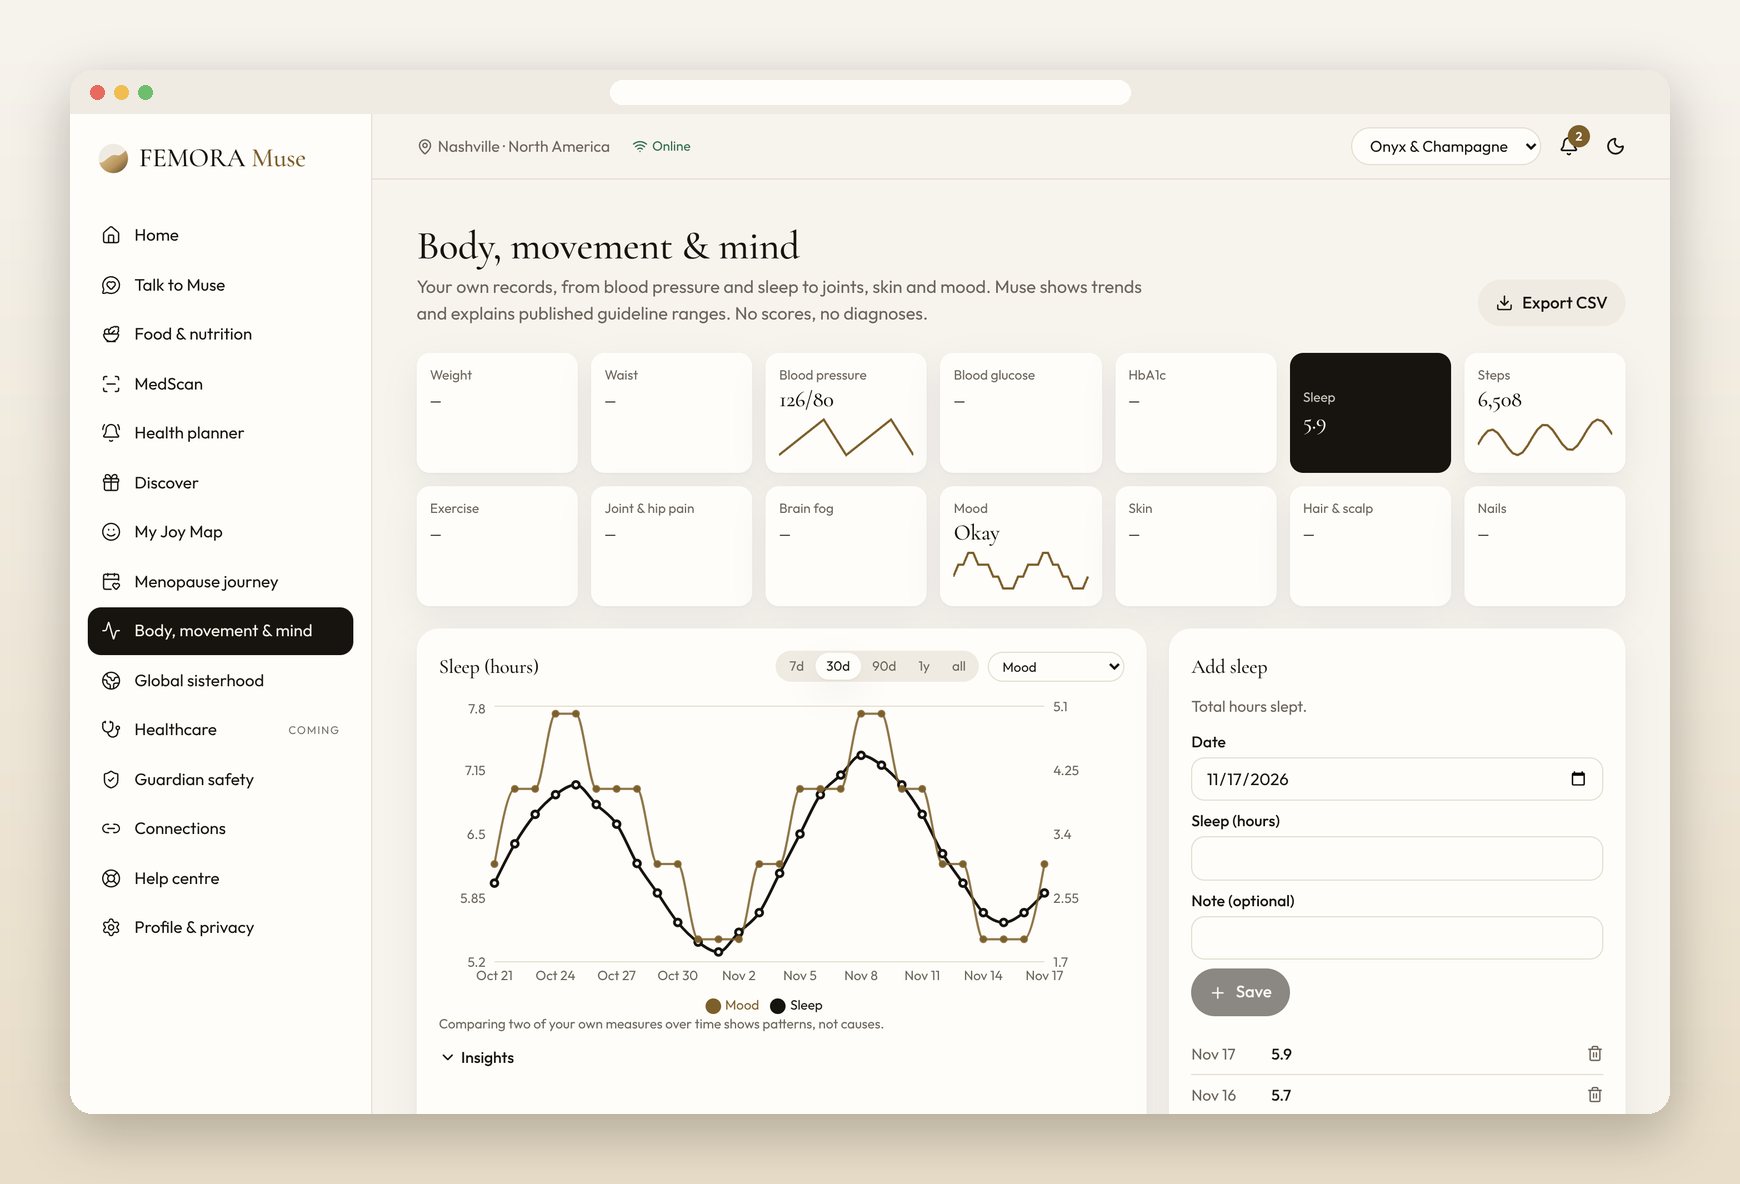 FEMORA Muse
Home
Talk to Muse
Food & nutrition
MedScan
Health planner
Discover
My Joy Map
Menopause journey
Body, movement & mind
Global sisterhood
Healthcare COMING
Guardian safety
Connections
Help centre
Profile & privacy
Nashville · North America Online
Onyx & Champagne 2
Body, movement & mind
Your own records, from blood pressure and sleep to joints, skin and mood. Muse shows trends
and explains published guideline ranges. No scores, no diagnoses.
Export CSV
Weight
–
Waist
–
Blood pressure
126/80
Blood glucose
–
HbA1c
–
Sleep
5.9
Steps
6,508
Exercise
–
Joint & hip pain
–
Brain fog
–
Mood
Okay
Skin
–
Hair & scalp
–
Nails
–
Sleep (hours) 7d 30d 90d 1y all Mood
7.8 5.1
7.15 4.25
6.5 3.4
5.85 2.55
5.2 1.7
Oct 21 Oct 24 Oct 27 Oct 30 Nov 2 Nov 5 Nov 8 Nov 11 Nov 14 Nov 17
Mood Sleep
Comparing two of your own measures over time shows patterns, not causes.
Insights
Add sleep
Total hours slept.
Date
11/17/2026
Sleep (hours)
Note (optional)
+ Save
Nov 17 5.9
Nov 16 5.7